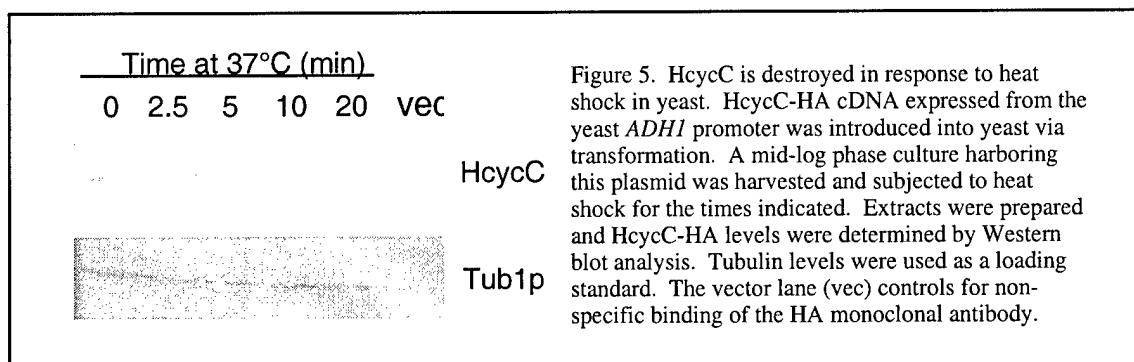 Time at 37°C (min)
0 2.5 5 10 20 vec
HcycC
Tub1p
Figure 5. HcycC is destroyed in response to heat
shock in yeast. HcycC-HA cDNA expressed from the
yeast ADH1 promoter was introduced into yeast via
transformation. A mid-log phase culture harboring
this plasmid was harvested and subjected to heat
shock for the times indicated. Extracts were prepared
and HcycC-HA levels were determined by Western
blot analysis. Tubulin levels were used as a loading
standard. The vector lane (vec) controls for non-
specific binding of the HA monoclonal antibody.